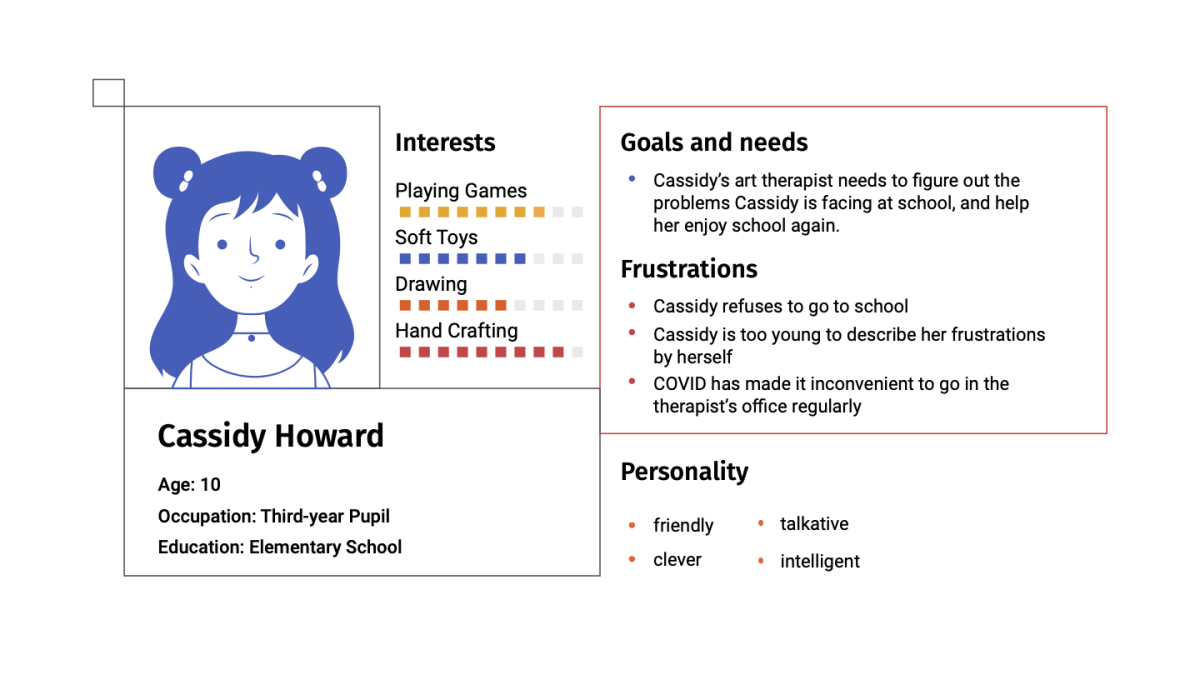 Interests
Playing Games
Soft Toys
Drawing
Hand Crafting
Cassidy Howard
Age: 10
Occupation: Third-year Pupil
Education: Elementary School
Goals and needs
Cassidy’s art therapist needs to figure out the
problems Cassidy is facing at school, and help
her enjoy school again.
Frustrations
Cassidy refuses to go to school
Cassidy is too young to describe her frustrations
by herself
COVID has made it inconvenient to go in the
therapist’s office regularly
Personality
friendly
talkative
clever
intelligent